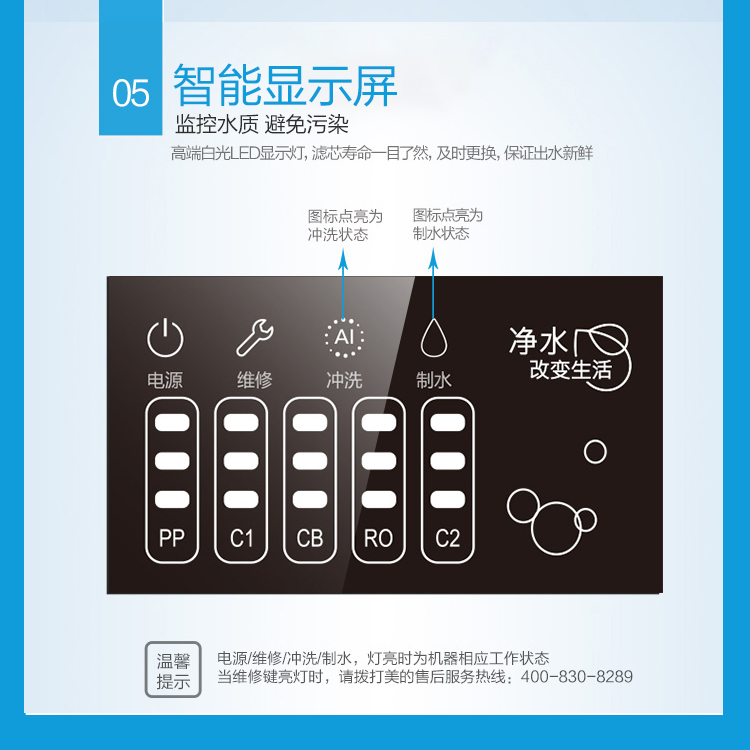 05
智能显示屏
监控水质 避免污染
高端白光LED显示灯, 滤芯寿命一目了然, 及时更换, 保证出水新鲜
图标点亮为
冲洗状态
图标点亮为
制水状态
AI
电源 维修 冲洗 制水
净水
改变生活
PP C1 CB RO C2
温馨
提示
电源/维修/冲洗/制水，灯亮时为机器相应工作状态
当维修键亮灯时，请拨打美的售后服务热线：400-830-8289